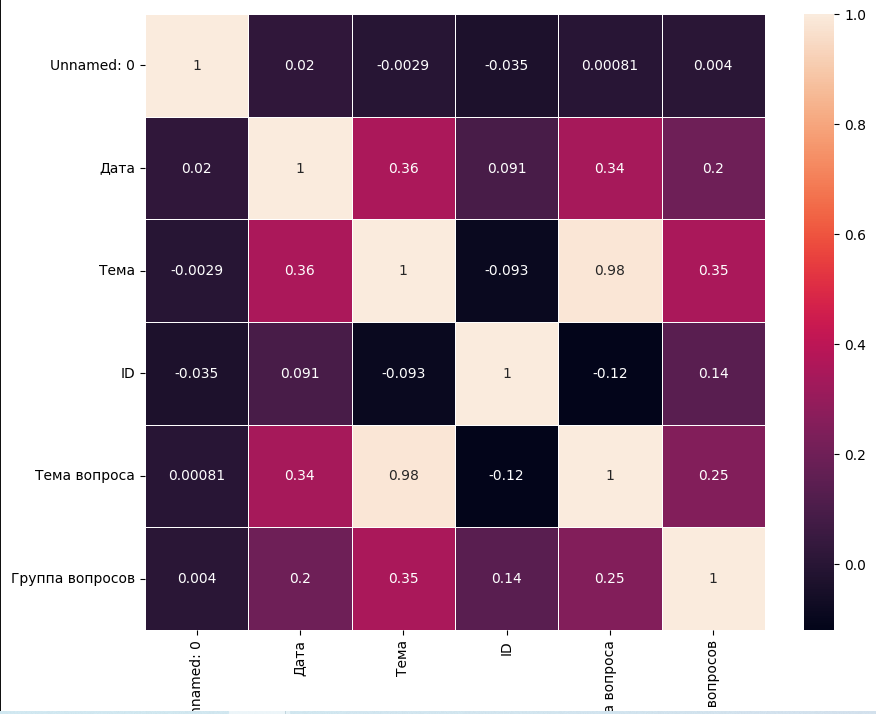 Unnamed: 0 1 0.02 -0.0029 -0.035 0.00081 0.004
Дата 0.02 1 0.36 0.091 0.34 0.2
Тема -0.0029 0.36 1 -0.093 0.98 0.35
ID -0.035 0.091 -0.093 1 -0.12 0.14
Тема вопроса 0.00081 0.34 0.98 -0.12 1 0.25
Группа вопросов 0.004 0.2 0.35 0.14 0.25 1
nnamed: 0
Дата
Тема
ID
а вопроса
вопросов
1.0
0.8
0.6
0.4
0.2
0.0